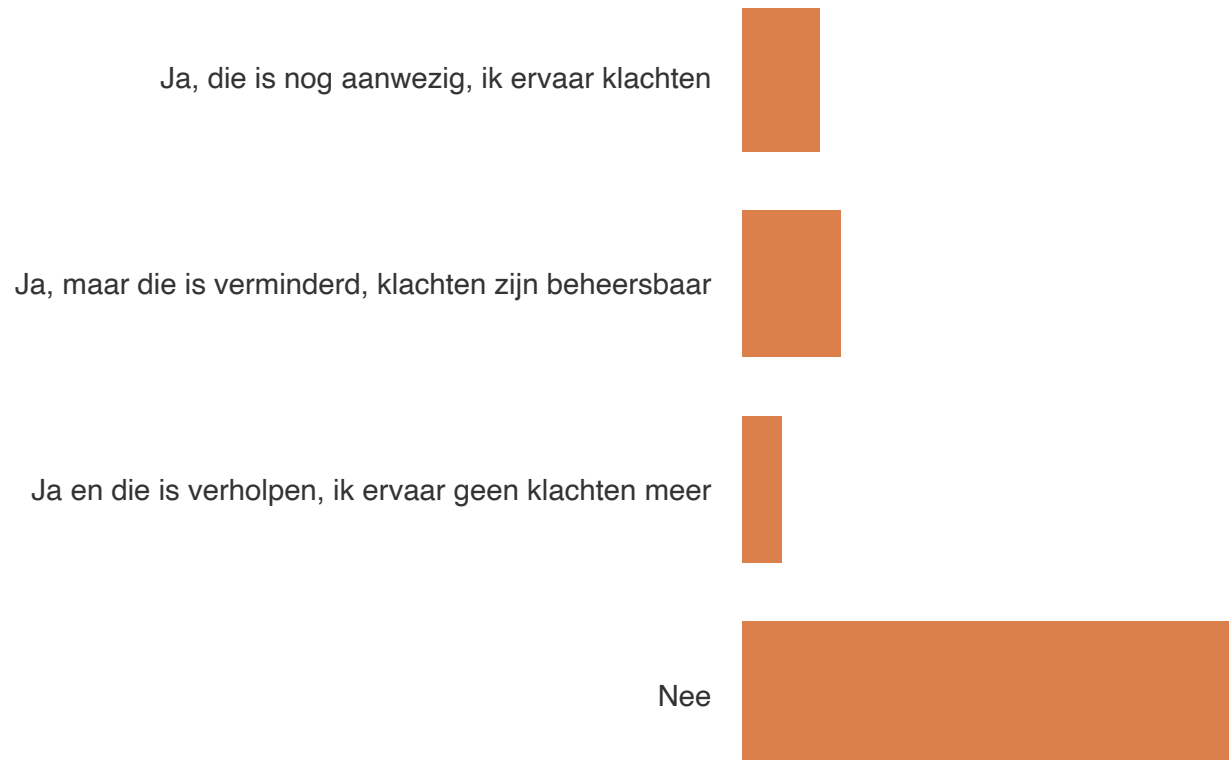 Ja, die is nog aanwezig, ik ervaar klachten
Ja, maar die is verminderd, klachten zijn beheersbaar
Ja en die is verholpen, ik ervaar geen klachten meer
Nee